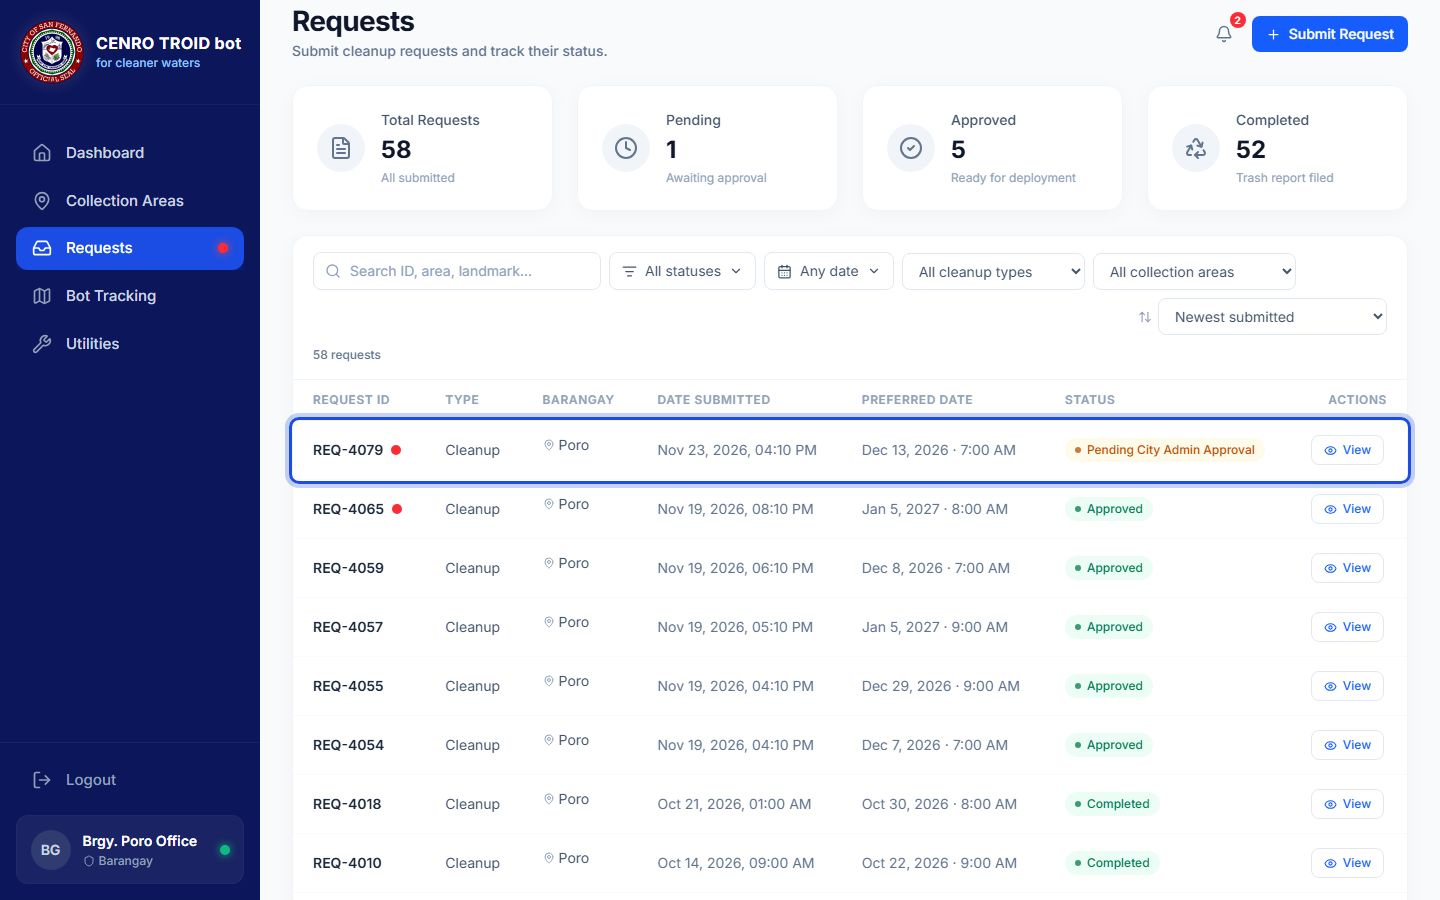 CITY OF SAN FERNANDO
OFFICIAL SEAL
CENRO TROID bot
for cleaner waters
Dashboard
Collection Areas
Requests
Bot Tracking
Utilities
Logout
BG
Brgy. Poro Office
Barangay
Requests
Submit cleanup requests and track their status.
2
Submit Request
Total Requests
58
All submitted
Pending
1
Awaiting approval
Approved
5
Ready for deployment
Completed
52
Trash report filed
Search ID, area, landmark...
All statuses
Any date
All cleanup types
All collection areas
Newest submitted
58 requests
REQUEST ID TYPE BARANGAY DATE SUBMITTED PREFERRED DATE STATUS ACTIONS
REQ-4079 Cleanup Poro Nov 23, 2026, 04:10 PM Dec 13, 2026 · 7:00 AM Pending City Admin Approval View
REQ-4065 Cleanup Poro Nov 19, 2026, 08:10 PM Jan 5, 2027 · 8:00 AM Approved View
REQ-4059 Cleanup Poro Nov 19, 2026, 06:10 PM Dec 8, 2026 · 7:00 AM Approved View
REQ-4057 Cleanup Poro Nov 19, 2026, 05:10 PM Jan 5, 2027 · 9:00 AM Approved View
REQ-4055 Cleanup Poro Nov 19, 2026, 04:10 PM Dec 29, 2026 · 9:00 AM Approved View
REQ-4054 Cleanup Poro Nov 19, 2026, 04:10 PM Dec 7, 2026 · 7:00 AM Approved View
REQ-4018 Cleanup Poro Oct 21, 2026, 01:00 AM Oct 30, 2026 · 8:00 AM Completed View
REQ-4010 Cleanup Poro Oct 14, 2026, 09:00 AM Oct 22, 2026 · 9:00 AM Completed View